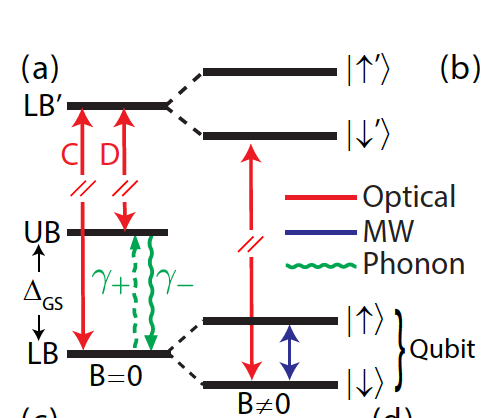 (a)
(b)
LB'
|↑'⟩
|↓'⟩
C
D
Optical
MW
Phonon
UB
Δ_GS
γ+
γ−
LB
B=0
|↑⟩
|↓⟩
Qubit
B≠0
(c)
(d)